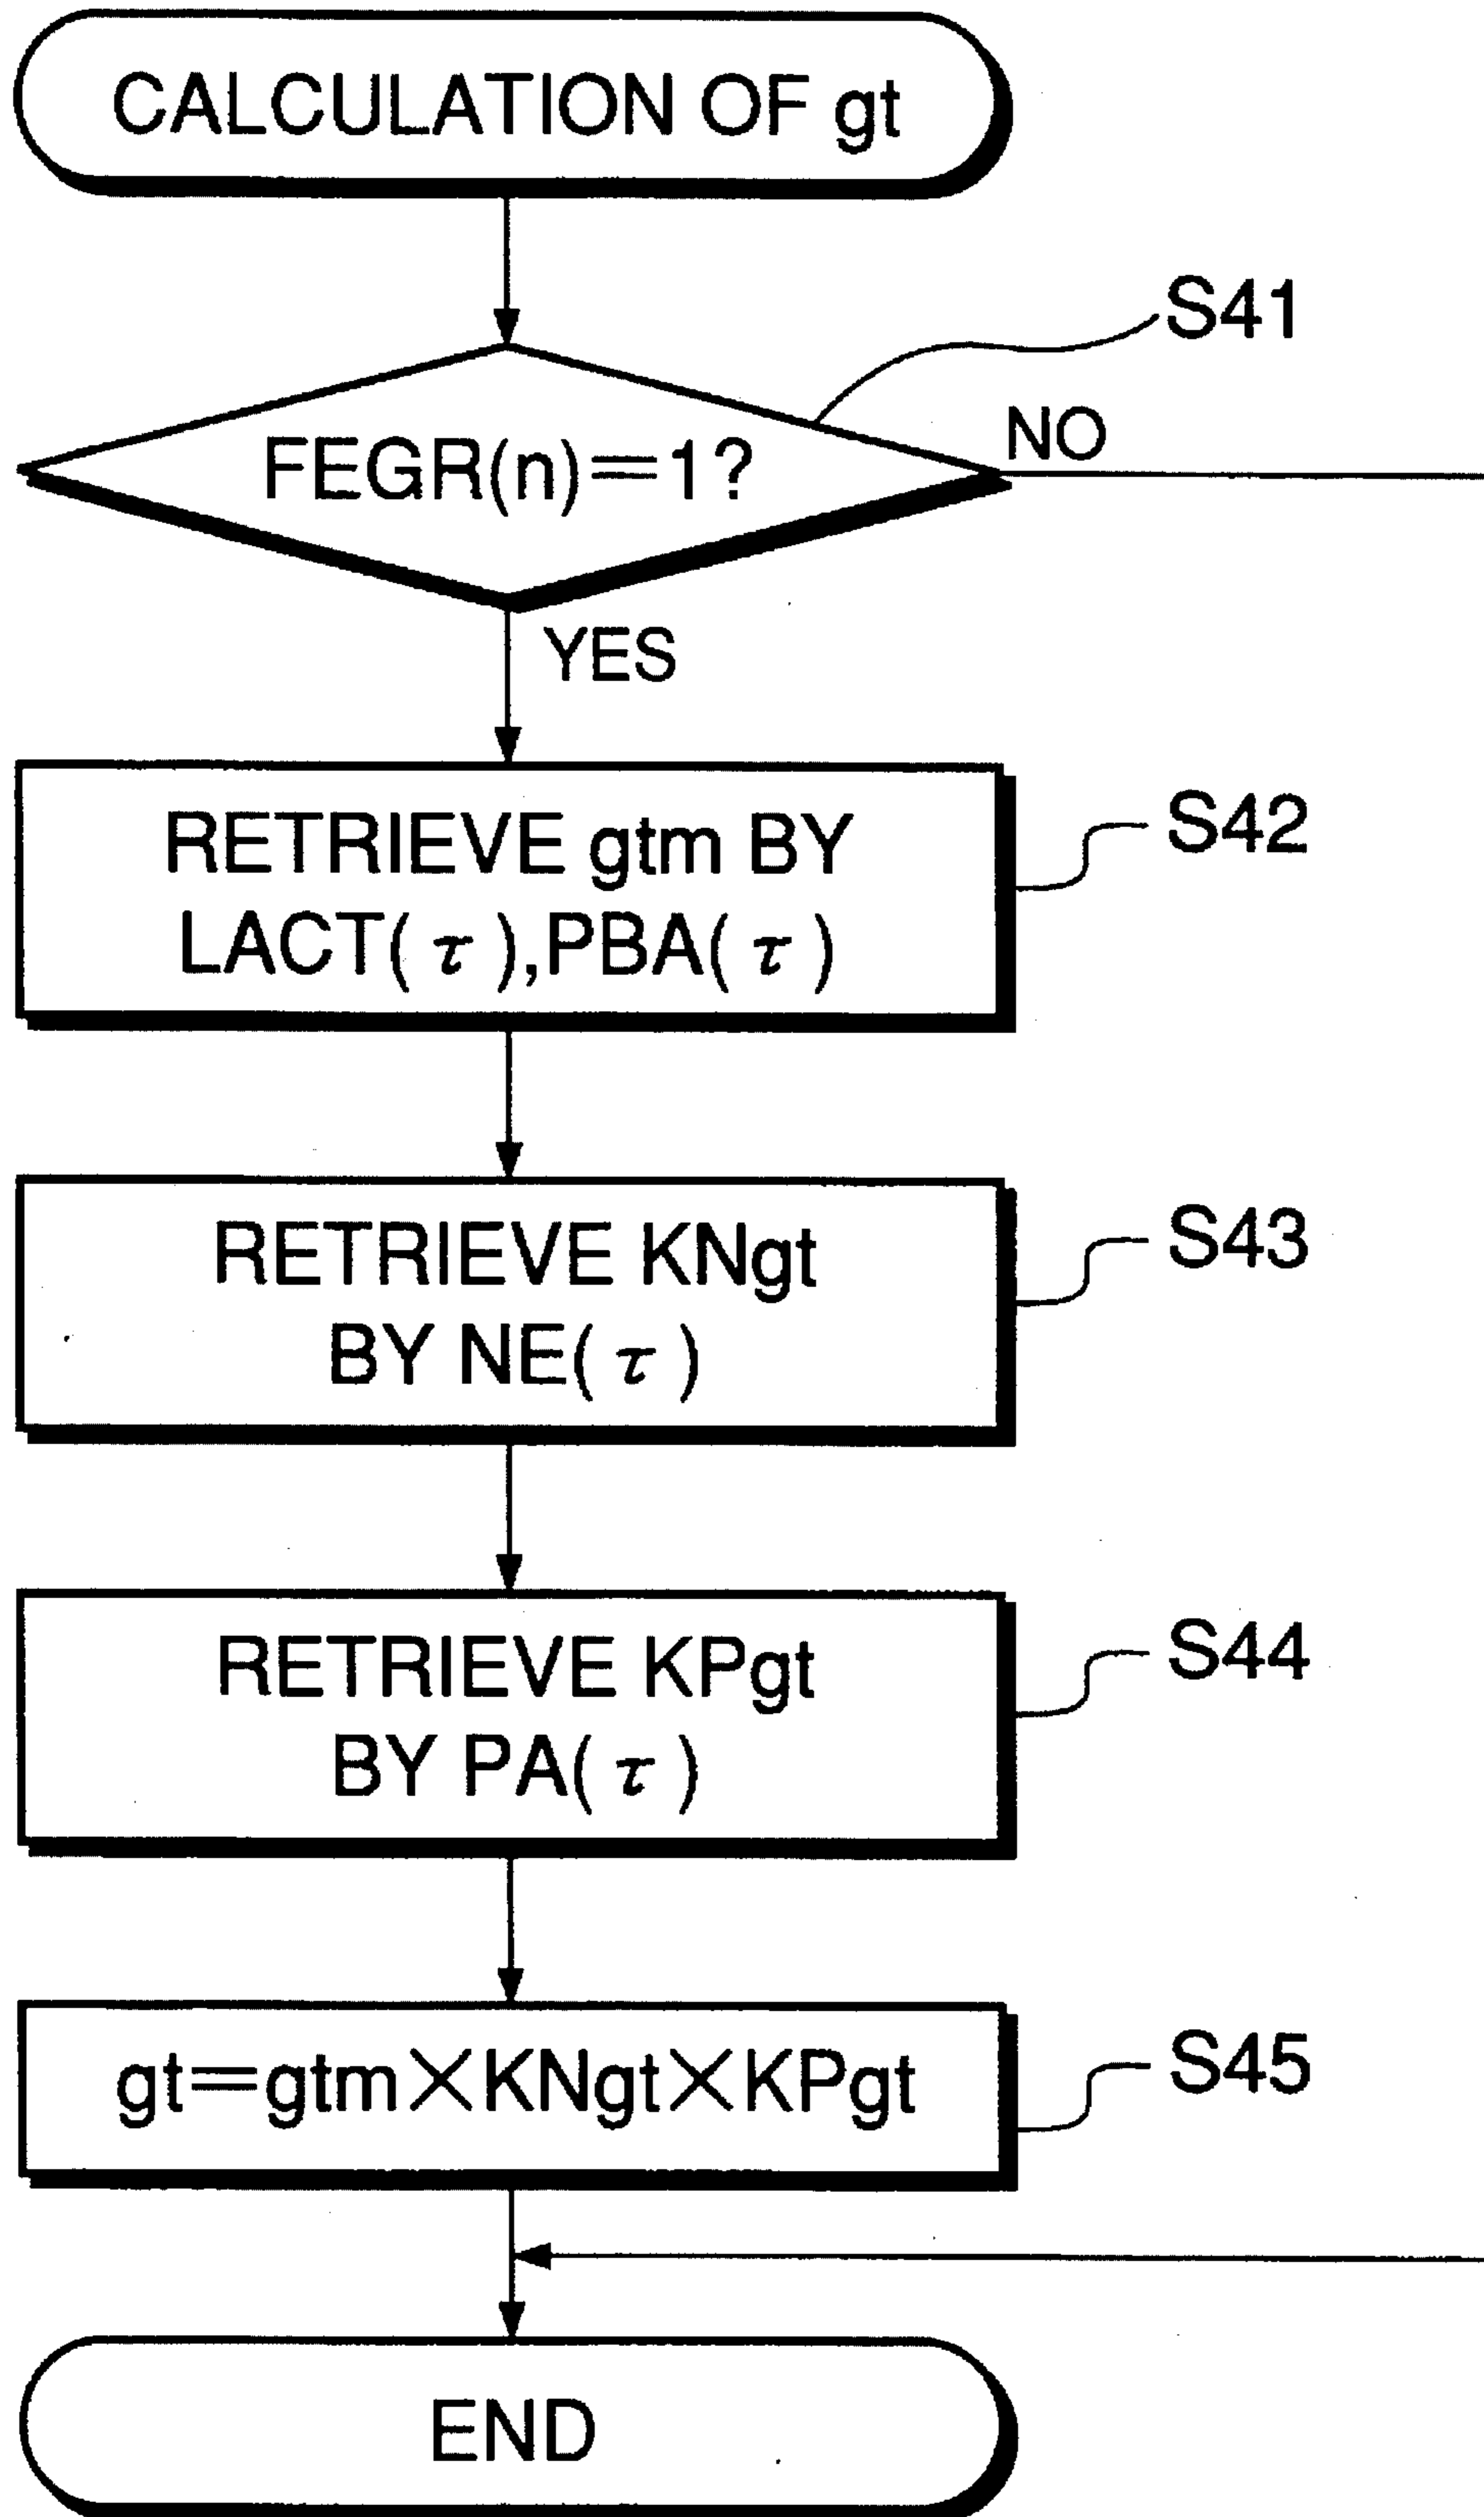 CALCULATION OF gt
S41
FEGR(n)=1?
NO
YES
RETRIEVE gtm BY
LACT(τ),PBA(τ)
S42
RETRIEVE KNgt
BY NE(τ)
S43
RETRIEVE KPgt
BY PA(τ)
S44
gt=gtm×KNgt×KPgt
S45
END